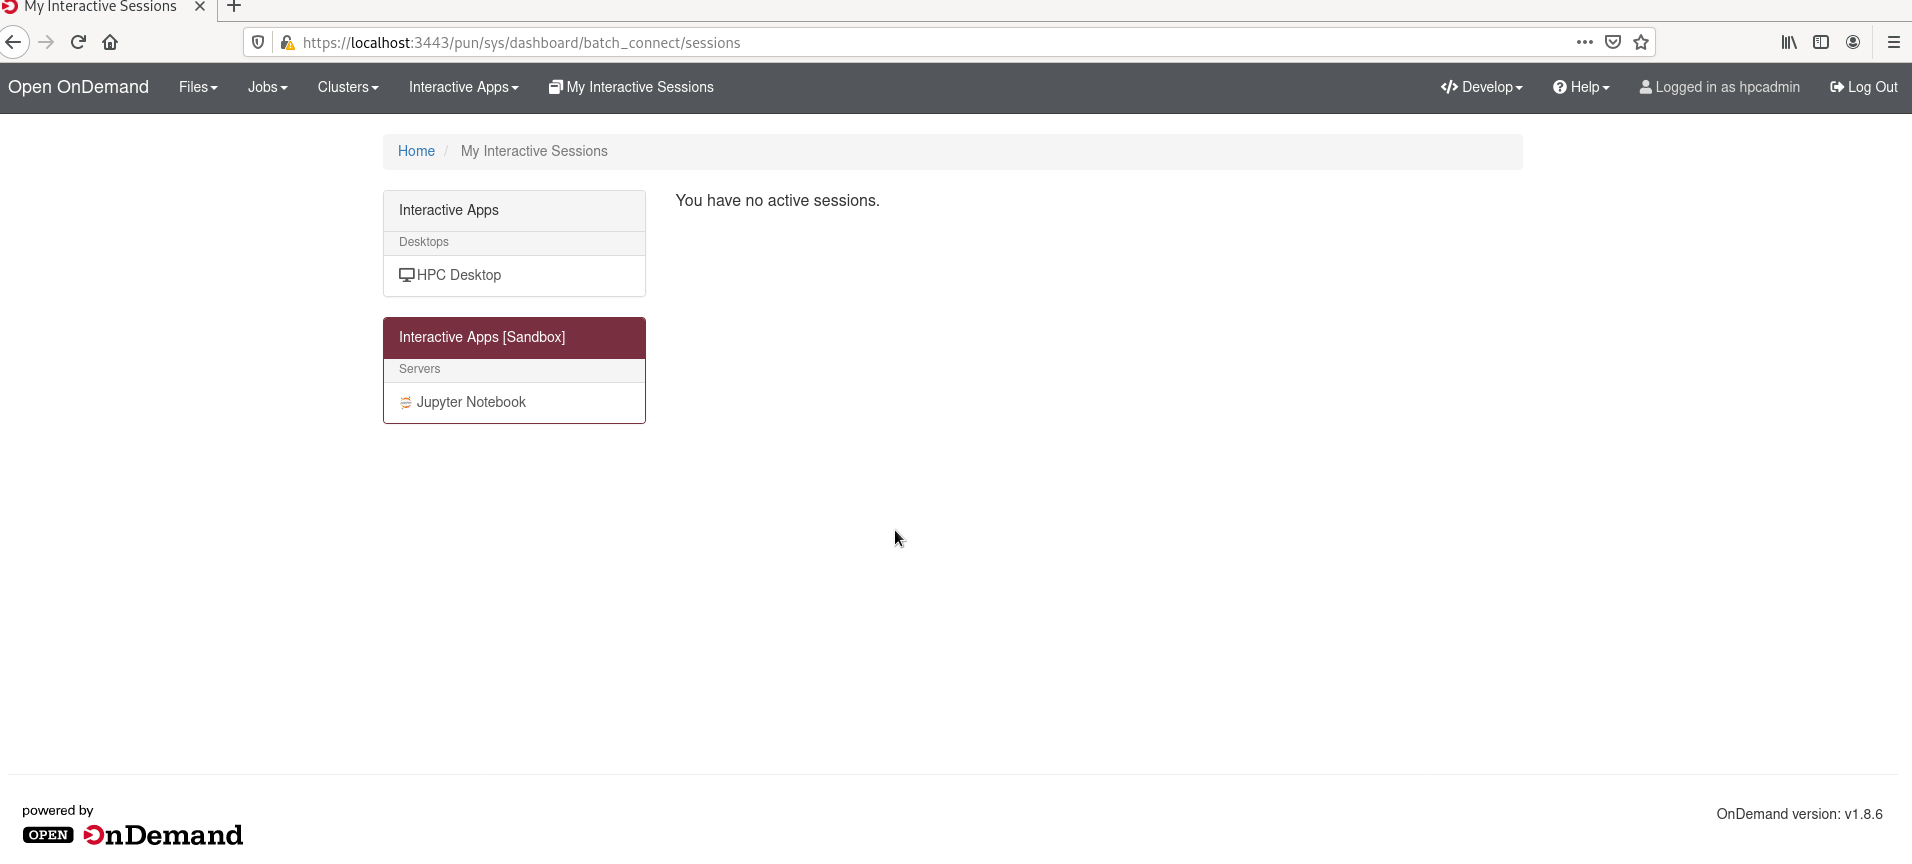 My Interactive Sessions
https://localhost:3443/pun/sys/dashboard/batch_connect/sessions
Open OnDemand Files Jobs Clusters Interactive Apps My Interactive Sessions Develop Help Logged in as hpcadmin Log Out
Home / My Interactive Sessions
Interactive Apps
Desktops
HPC Desktop
Interactive Apps [Sandbox]
Servers
Jupyter Notebook
You have no active sessions.
powered by
OPEN OnDemand
OnDemand version: v1.8.6